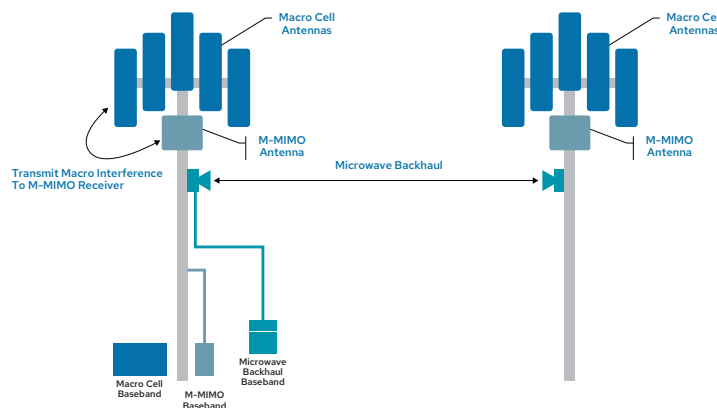 Macro Cell
Antennas
Macro Ce
Antennas
M-MIMO
Antenna
M-MIMO
Antenna
Transmit Macro Interference
To M-MIMO Receiver
Microwave Backhaul
Macro Cell
Baseband
M-MIMO
Baseband
Microwave
Backhaul
Baseband